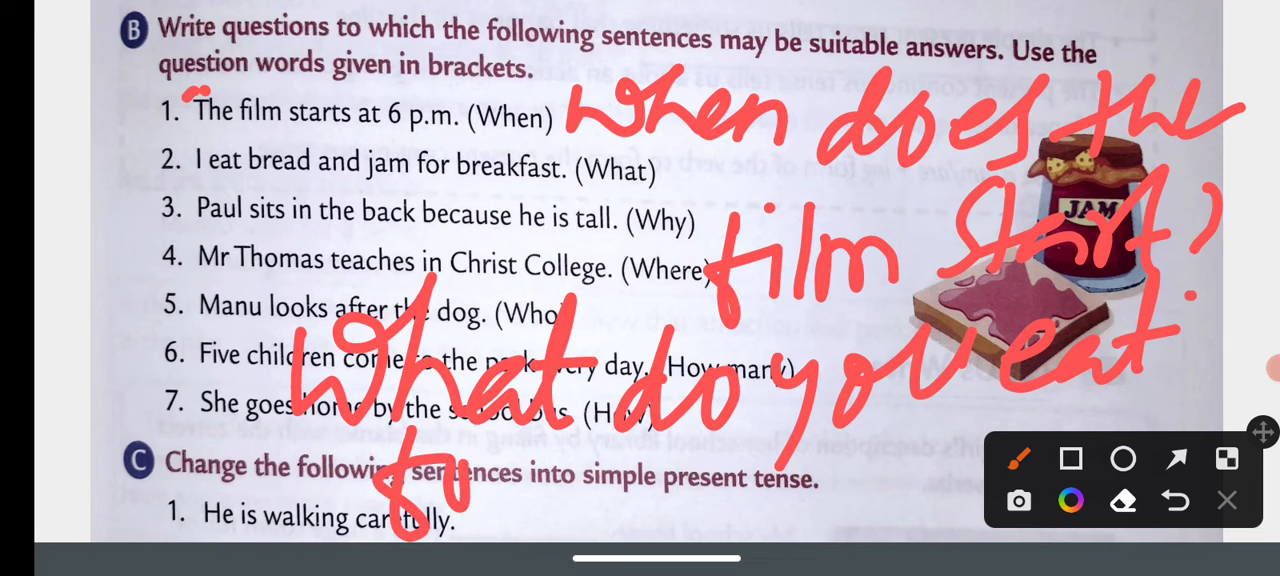 B Write questions to which the following sentences may be suitable answers. Use the
question words given in brackets.
1. The film starts at 6 p.m. (When)
When does the
film start?
2. I eat bread and jam for breakfast. (What)
3. Paul sits in the back because he is tall. (Why)
JAM
4. Mr Thomas teaches in Christ College. (Where)
5. Manu looks after the dog. (Who)
What do you eat
fo
6. Five children come to the park every day. (How many)
7. She goes home by the school bus. (How)
C Change the following sentences into simple present tense.
1. He is walking carefully.